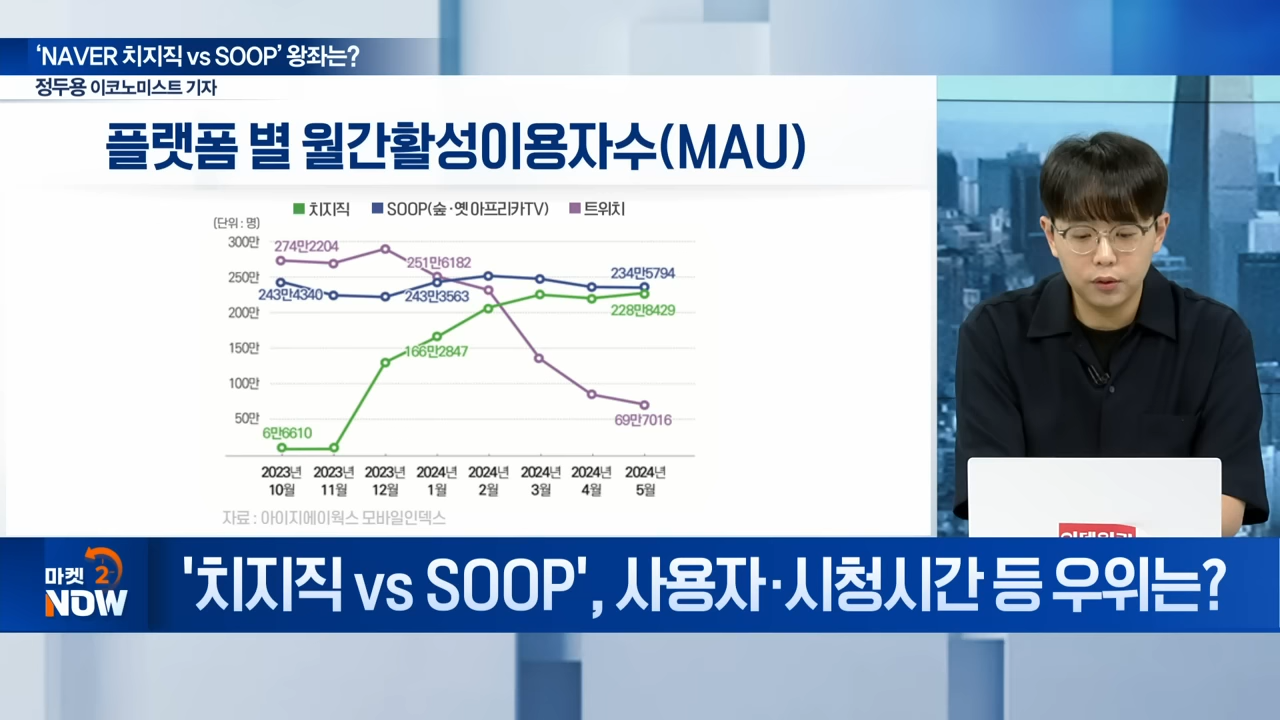 ‘NAVER 치지직 vs SOOP’ 왕좌는?
정두용 이코노미스트 기자
플랫폼 별 월간활성이용자수(MAU)
치지직 SOOP(숲·옛 아프리카TV) 트위치
(단위 : 명)
300만
250만
200만
150만
100만
50만
274만2204
251만6182
234만5794
243만4340
243만3563
228만8429
166만2847
69만7016
6만6610
2023년 10월
2023년 11월
2023년 12월
2024년 1월
2024년 2월
2024년 3월
2024년 4월
2024년 5월
자료 : 아이지에이웍스 모바일인덱스
마켓 2
NOW
'치지직 vs SOOP', 사용자·시청시간 등 우위는?